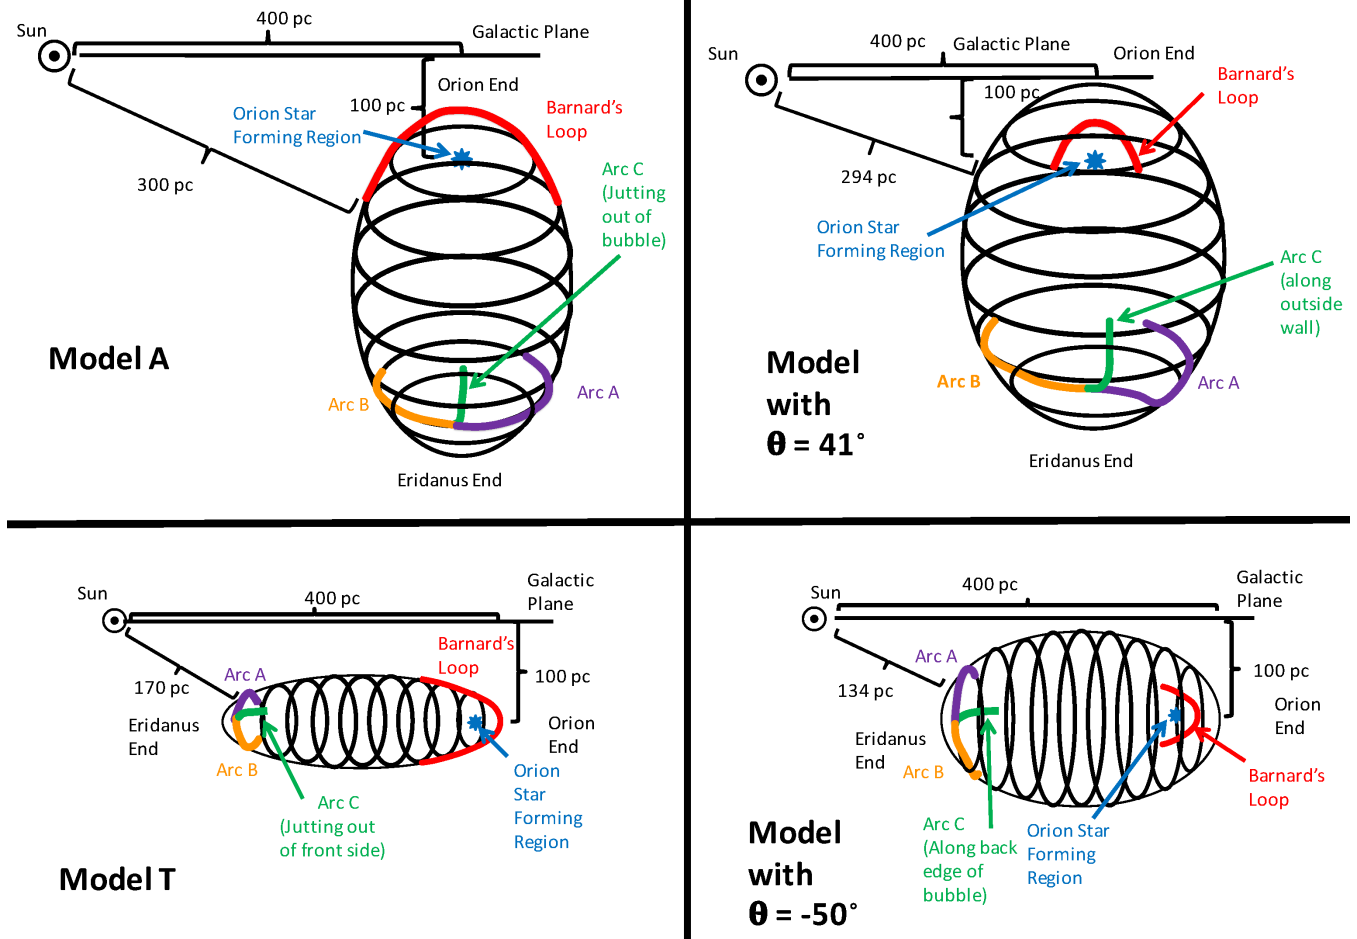 400 pc
Sun
Galactic Plane
Orion End
100 pc
Barnard's
Loop
Orion Star
Forming Region
300 pc
Arc C
(Jutting
out of
bubble)
Model A
Arc B
Arc A
Eridanus End
400 pc
Galactic Plane
Orion End
Sun
Barnard's
Loop
100 pc
294 pc
Orion Star
Forming Region
Arc C
(along
outside
wall)
Model
with
θ = 41˚
Arc B
Arc A
Eridanus End
Galactic
Plane
Sun
400 pc
Barnard's
Loop
100 pc
170 pc
Arc A
Eridanus
End
Orion
End
Arc B
Orion
Star
Forming
Region
Arc C
(Jutting out
of front side)
Model T
400 pc
Galactic
Plane
Sun
Arc A
100 pc
134 pc
Orion
End
Eridanus
End
Arc B
Barnard's
Loop
Arc C
(Along back
edge of
bubble)
Orion Star
Forming
Region
Model
with
θ = -50˚